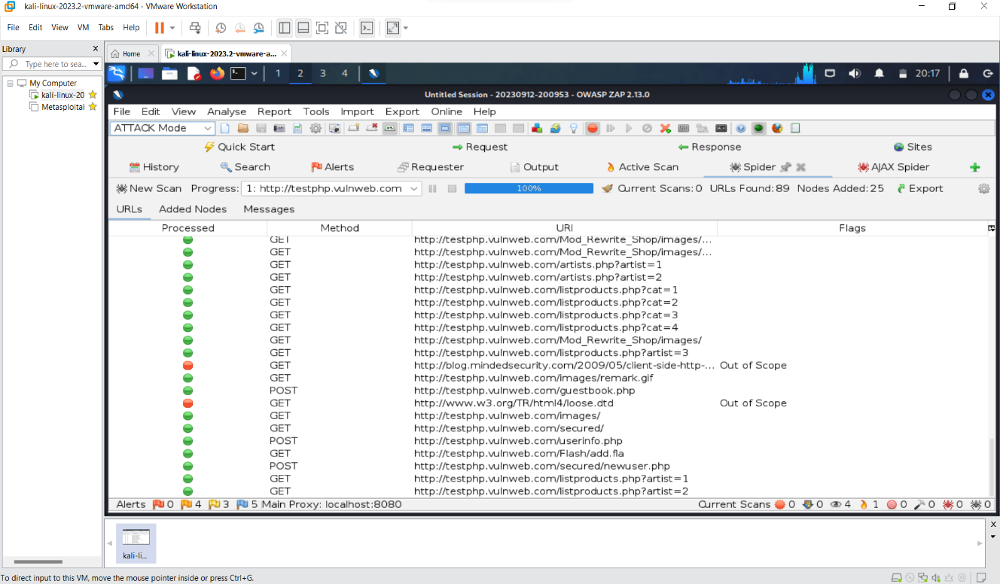 kali-linux-2023.2-vmware-amd64 - VMware Workstation
File Edit View VM Tabs Help
Library X
Home kali-linux-2023.2-vmware-a...
Type here to sea...
My Computer
kali-linux-20
Metasploital
1 2 3 4 20:17
Untitled Session - 20230912-200953 - OWASP ZAP 2.13.0
File Edit View Analyse Report Tools Import Export Online Help
ATTACK Mode
Quick Start Request Response Sites
History Search Alerts Requester Output Active Scan Spider AJAX Spider
New Scan Progress: 1: http://testphp.vulnweb.com 100% Current Scans: 0 URLs Found: 89 Nodes Added: 25 Export
URLs Added Nodes Messages
Processed Method URI Flags
GET http://testphp.vulnweb.com/Mod_Rewrite_Shop/images/...
GET http://testphp.vulnweb.com/Mod_Rewrite_Shop/images/...
GET http://testphp.vulnweb.com/artists.php?artist=1
GET http://testphp.vulnweb.com/artists.php?artist=2
GET http://testphp.vulnweb.com/listproducts.php?cat=1
GET http://testphp.vulnweb.com/listproducts.php?cat=2
GET http://testphp.vulnweb.com/listproducts.php?cat=3
GET http://testphp.vulnweb.com/listproducts.php?cat=4
GET http://testphp.vulnweb.com/Mod_Rewrite_Shop/images/
GET http://testphp.vulnweb.com/listproducts.php?artist=3
GET http://blog.mindedsecurity.com/2009/05/client-side-http-... Out of Scope
GET http://testphp.vulnweb.com/images/remark.gif
POST http://testphp.vulnweb.com/guestbook.php
GET http://www.w3.org/TR/html4/loose.dtd Out of Scope
GET http://testphp.vulnweb.com/images/
GET http://testphp.vulnweb.com/secured/
POST http://testphp.vulnweb.com/userinfo.php
GET http://testphp.vulnweb.com/Flash/add.fla
POST http://testphp.vulnweb.com/secured/newuser.php
GET http://testphp.vulnweb.com/listproducts.php?artist=1
GET http://testphp.vulnweb.com/listproducts.php?artist=2
Alerts 0 4 3 5 Main Proxy: localhost:8080 Current Scans 0 0 4 1 0 0 0 0
kali-li...
To direct input to this VM, move the mouse pointer inside or press Ctrl+G.